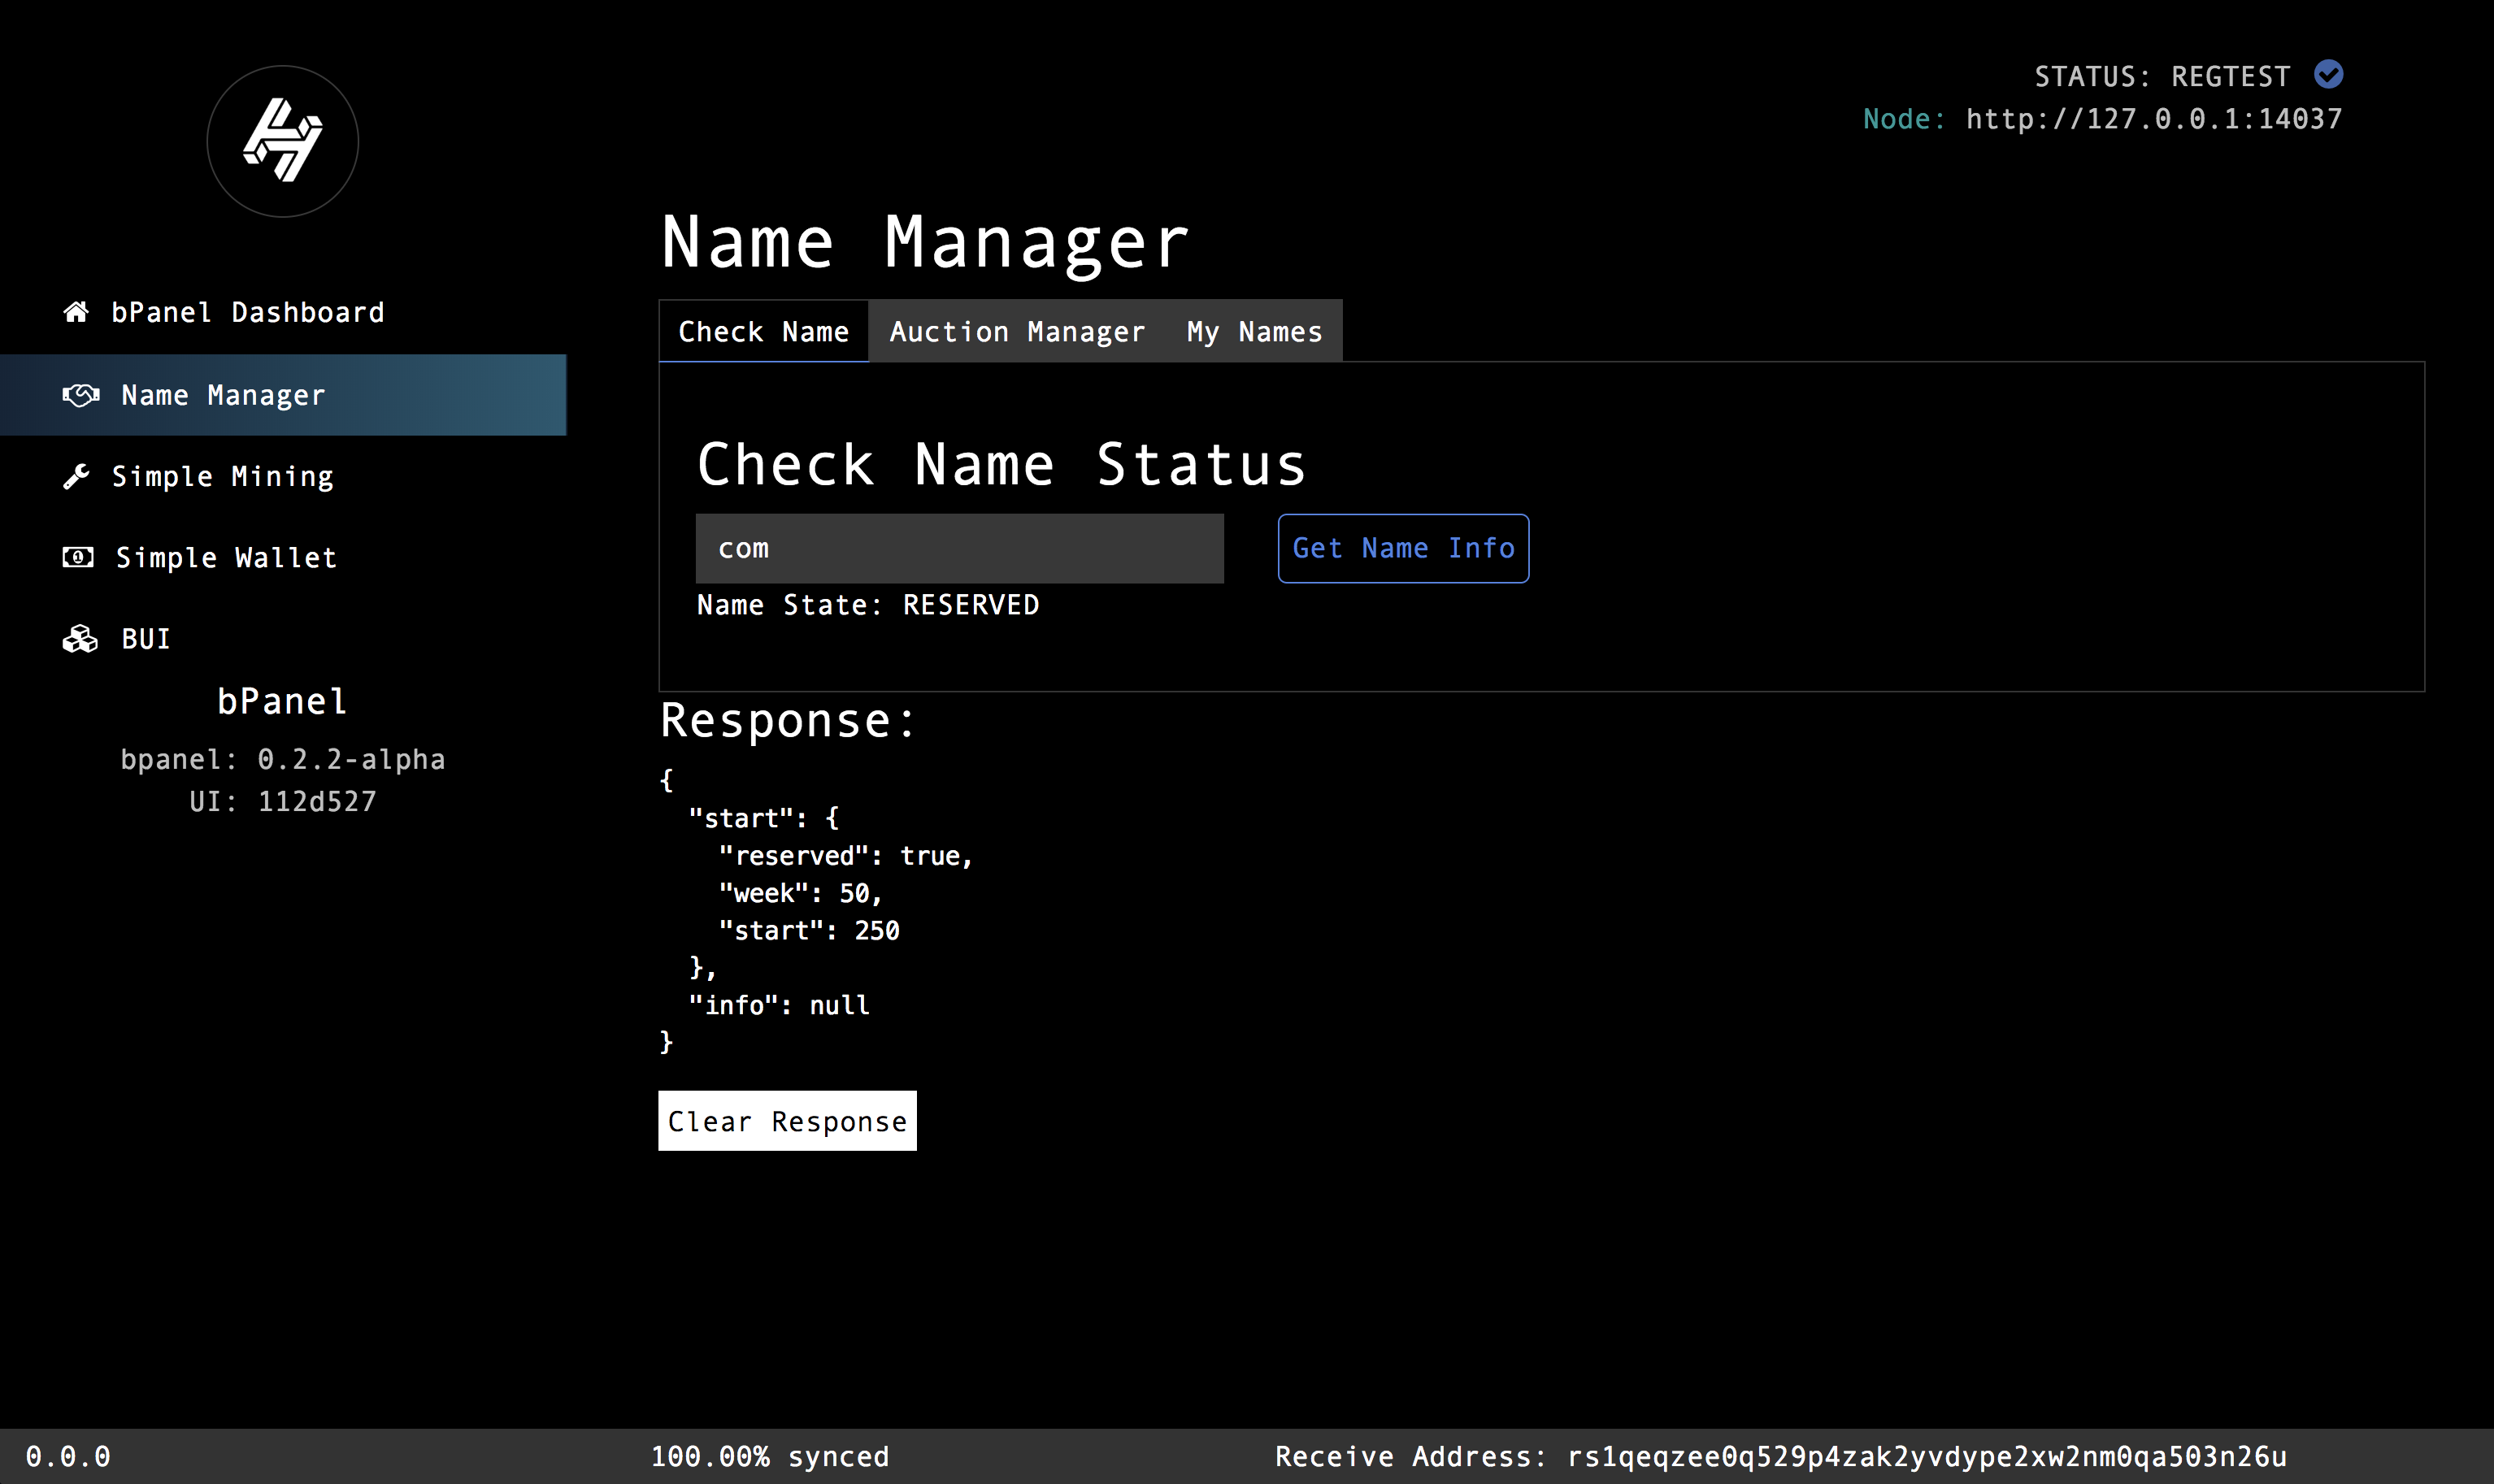 STATUS: REGTEST
Node: http://127.0.0.1:14037
bPanel Dashboard
Name Manager
Simple Mining
Simple Wallet
BUI
bPanel
bpanel: 0.2.2-alpha
UI: 112d527
Name Manager
Check Name Auction Manager My Names
Check Name Status
com Get Name Info
Name State: RESERVED
Response:
{
  "start": {
    "reserved": true,
    "week": 50,
    "start": 250
  },
  "info": null
}
Clear Response
0.0.0 100.00% synced Receive Address: rs1qeqzee0q529p4zak2yvdype2xw2nm0qa503n26u